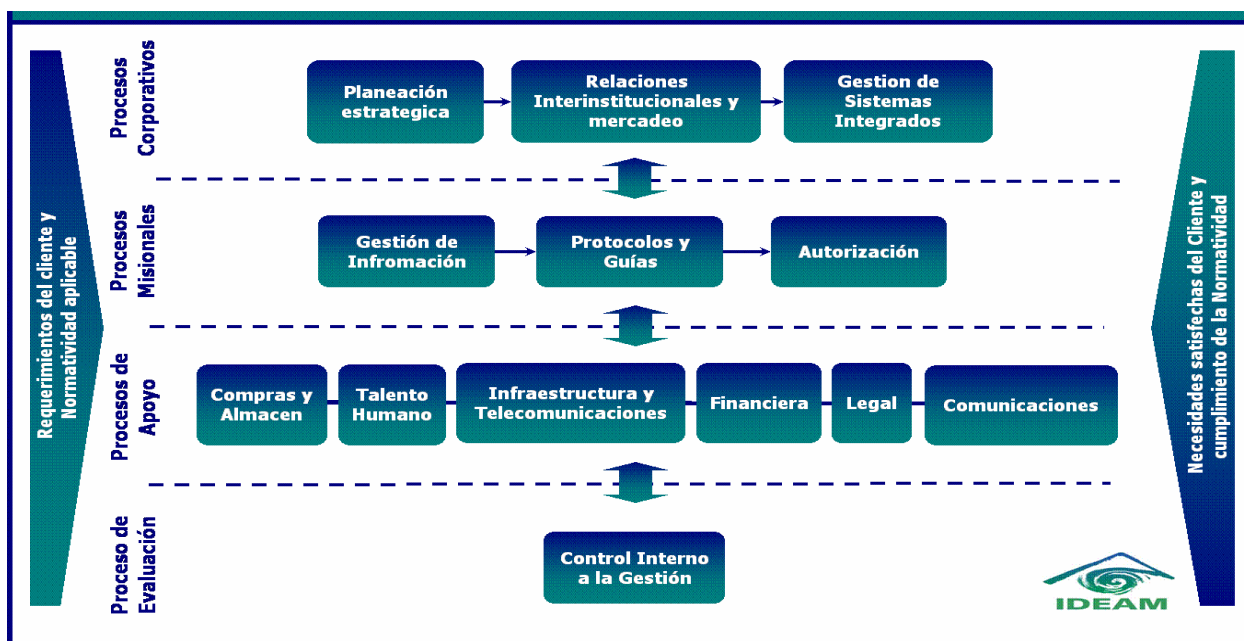 Requerimientos del cliente y
Normatividad aplicable
Procesos
Corporativos
Planeación
estrategica
Relaciones
Interinstitucionales y
mercadeo
Gestion de
Sistemas
Integrados
Procesos
Misionales
Gestión de
Infromación
Protocolos y
Guías
Autorización
Procesos de
Apoyo
Compras y
Almacen
Talento
Humano
Infraestructura y
Telecomunicaciones
Financiera
Legal
Comunicaciones
Proceso de
Evaluación
Control Interno
a la Gestión
Necesidades satisfechas del Cliente y
cumplimiento de la Normatividad
IDEAM